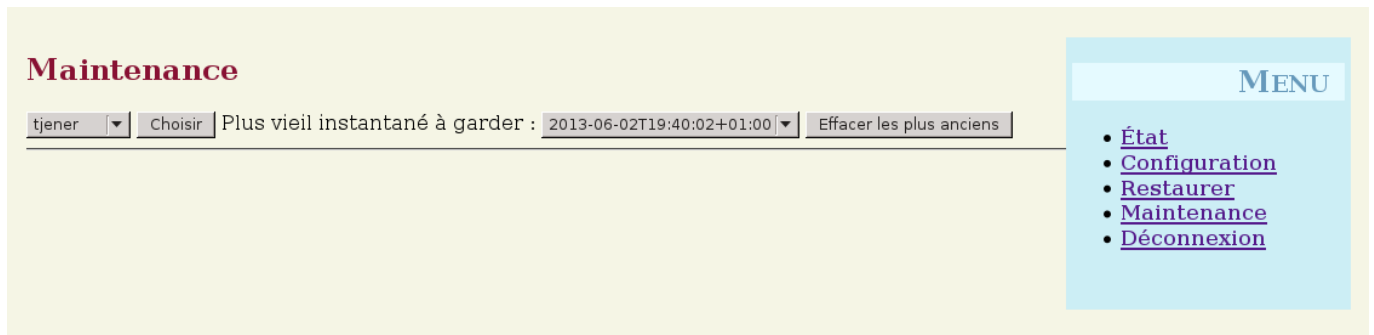 Maintenance
tjener Choisir Plus vieil instantané à garder : 2013-06-02T19:40:02+01:00 Effacer les plus anciens
MENU
État
Configuration
Restaurer
Maintenance
Déconnexion